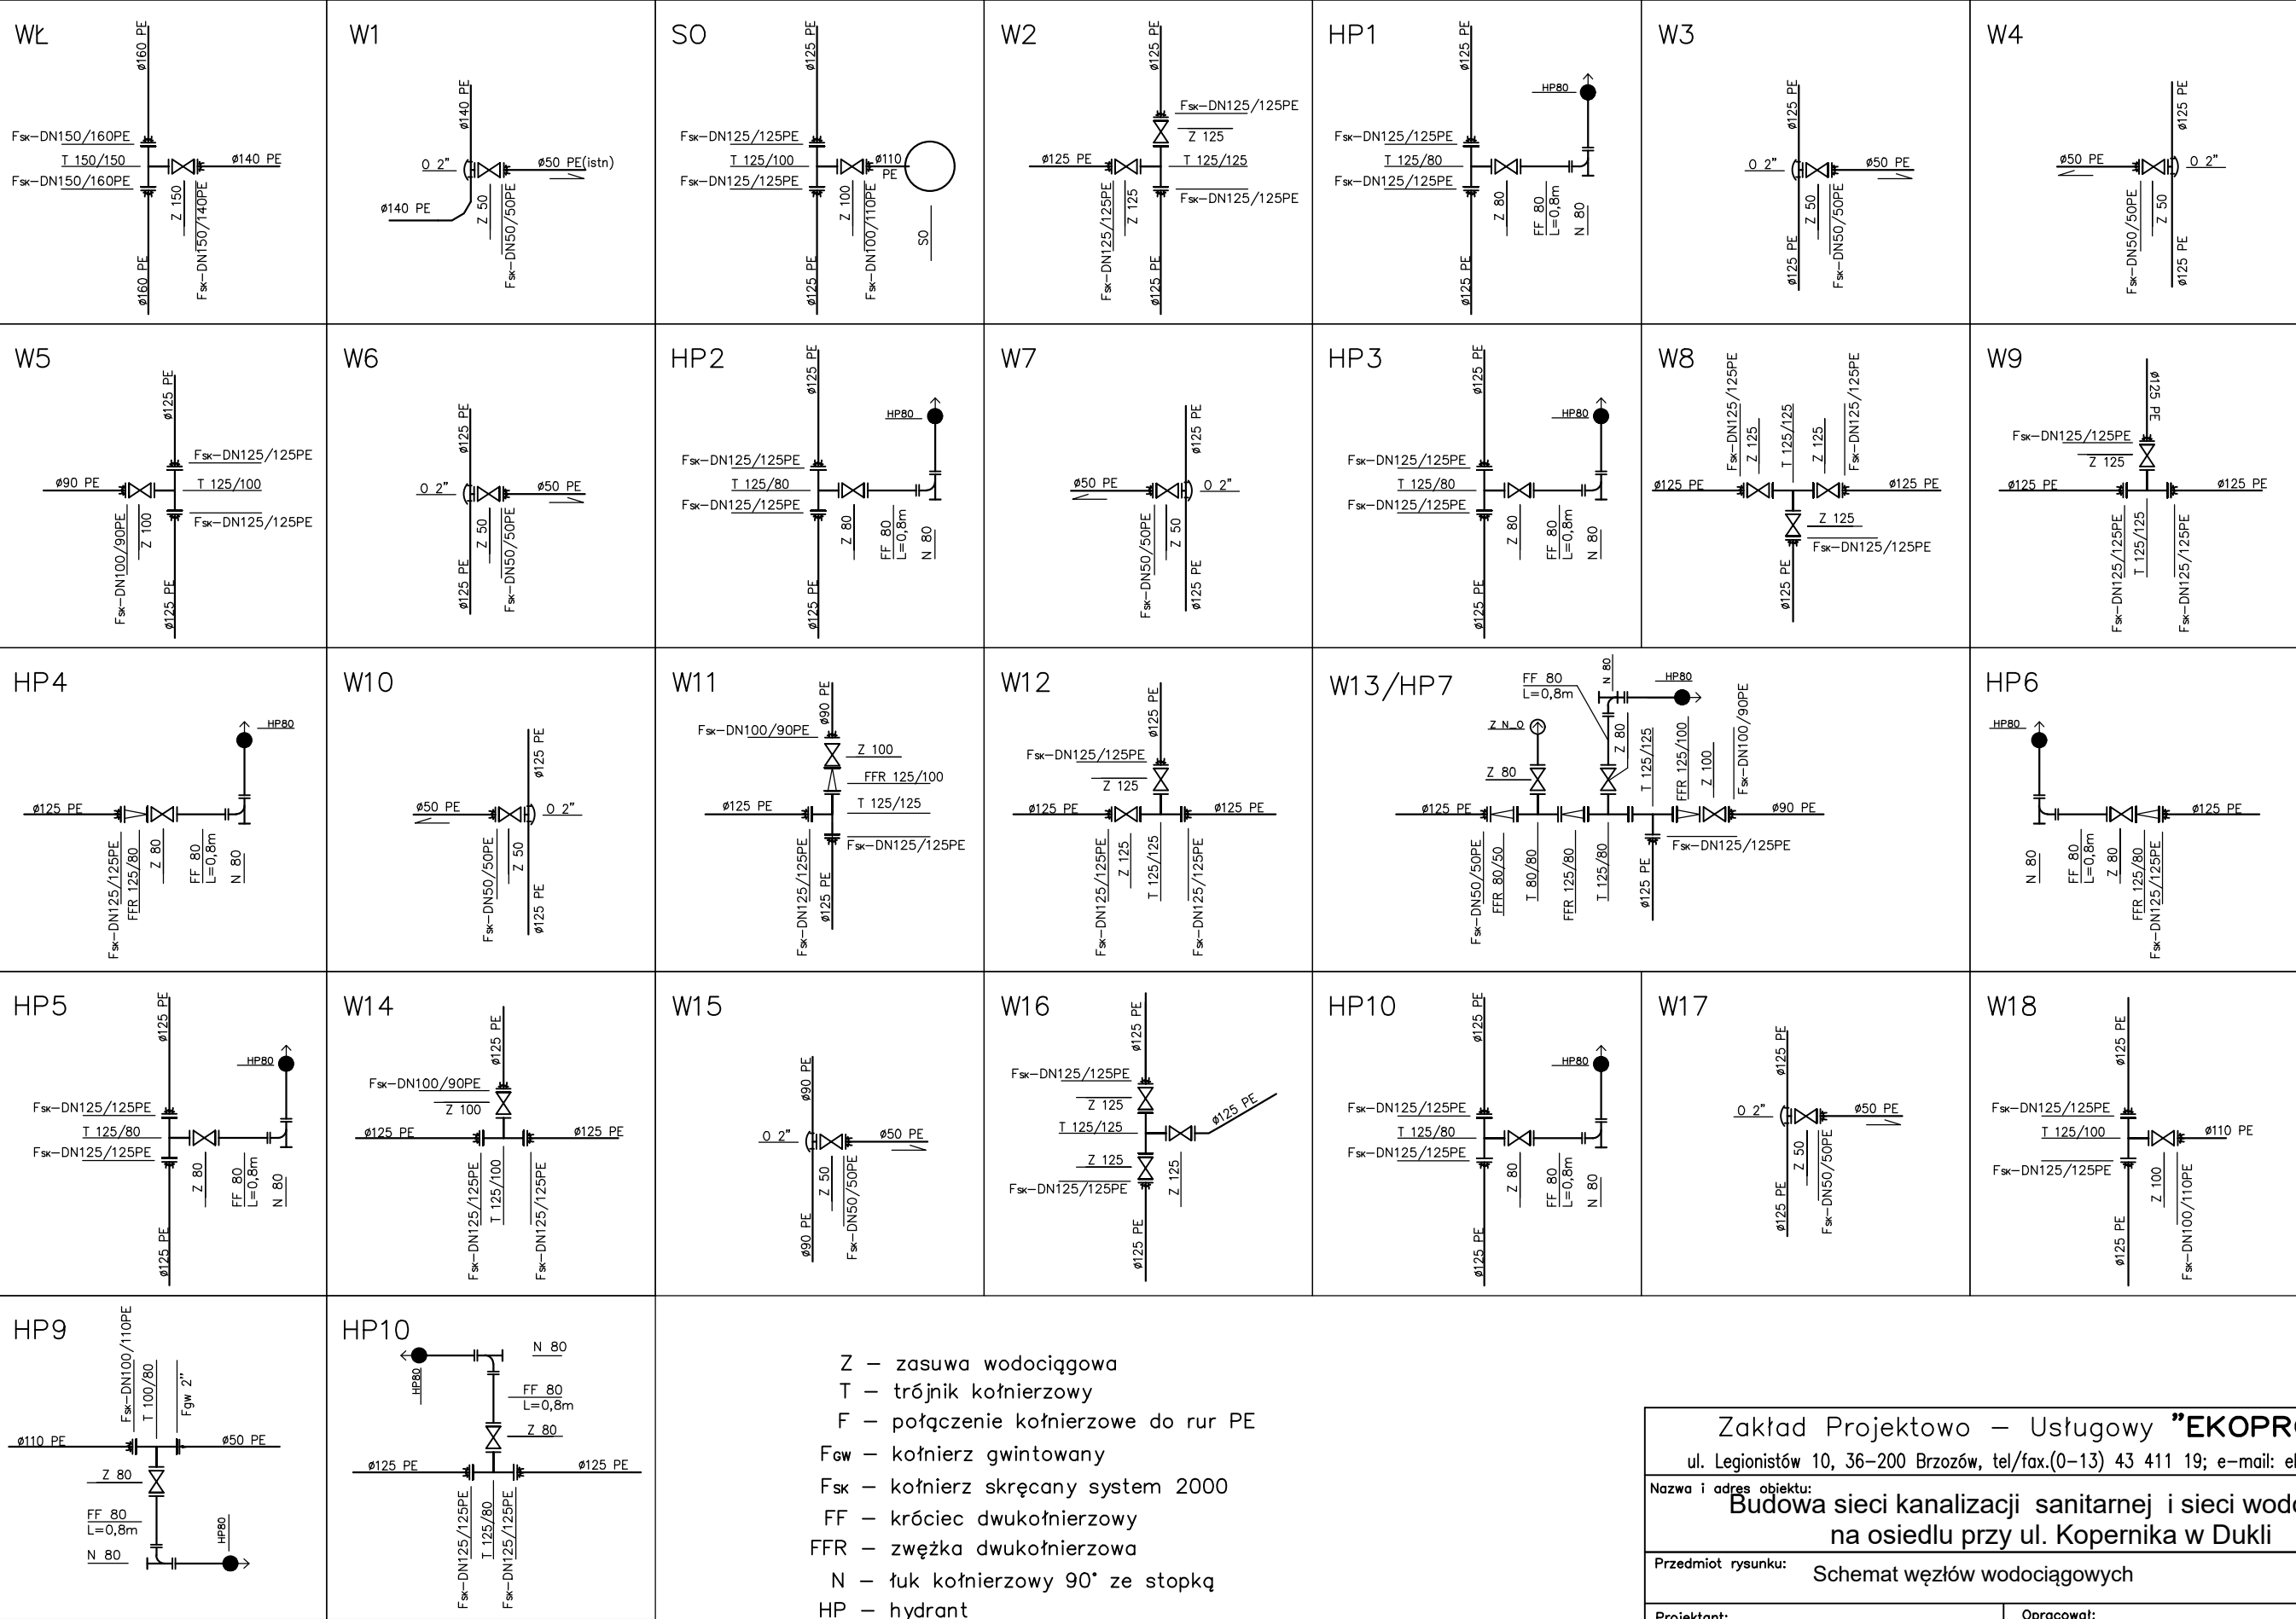 WŁ
ø160 PE
Fsk-DN150/160PE
T 150/150
Fsk-DN150/160PE
ø140 PE
Z 150
Fsk-DN150/140PE
ø160 PE
W1
ø140 PE
O 2"
ø50 PE(istn)
ø140 PE
Z 50
Fsk-DN50/50PE
SO
ø125 PE
Fsk-DN125/125PE
T 125/100
Fsk-DN125/125PE
ø110
PE
Z 100
Fsk-DN100/110PE
SO
ø125 PE
W2
ø125 PE
Fsk-DN125/125PE
Z 125
ø125 PE
T 125/125
Fsk-DN125/125PE
Fsk-DN125/125PE
Z 125
ø125 PE
HP1
ø125 PE
HP80
Fsk-DN125/125PE
T 125/80
Fsk-DN125/125PE
Z 80
FF 80
L=0,8m
N 80
ø125 PE
W3
ø125 PE
O 2"
ø50 PE
Z 50
Fsk-DN50/50PE
ø125 PE
W4
ø125 PE
ø50 PE
O 2"
Fsk-DN50/50PE
Z 50
ø125 PE
W5
ø125 PE
Fsk-DN125/125PE
ø90 PE
T 125/100
Fsk-DN125/125PE
Fsk-DN100/90PE
Z 100
ø125 PE
W6
ø125 PE
O 2"
ø50 PE
Z 50
Fsk-DN50/50PE
ø125 PE
HP2
ø125 PE
HP80
Fsk-DN125/125PE
T 125/80
Fsk-DN125/125PE
Z 80
FF 80
L=0,8m
N 80
ø125 PE
W7
ø125 PE
ø50 PE
O 2"
Fsk-DN50/50PE
Z 50
ø125 PE
HP3
ø125 PE
HP80
Fsk-DN125/125PE
T 125/80
Fsk-DN125/125PE
Z 80
FF 80
L=0,8m
N 80
ø125 PE
W8
Fsk-DN125/125PE
Z 125
T 125/125
Z 125
Fsk-DN125/125PE
ø125 PE
ø125 PE
Z 125
Fsk-DN125/125PE
ø125 PE
W9
ø125 PE
Fsk-DN125/125PE
Z 125
ø125 PE
ø125 PE
Fsk-DN125/125PE
T 125/125
Fsk-DN125/125PE
HP4
HP80
ø125 PE
Fsk-DN125/125PE
FFR 125/80
Z 80
FF 80
L=0,8m
N 80
W10
ø125 PE
ø50 PE
O 2"
Fsk-DN50/50PE
Z 50
ø125 PE
W11
ø90 PE
Fsk-DN100/90PE
Z 100
FFR 125/100
ø125 PE
T 125/125
Fsk-DN125/125PE
Fsk-DN125/125PE
ø125 PE
W12
ø125 PE
Fsk-DN125/125PE
Z 125
ø125 PE
ø125 PE
Fsk-DN125/125PE
Z 125
T 125/125
Fsk-DN125/125PE
W13/HP7
FF 80
L=0,8m
N 80
HP80
Z N_O
Z 80
Z 80
T 125/125
FFR 125/100
Z 100
Fsk-DN100/90PE
ø125 PE
ø90 PE
Fsk-DN50/50PE
FFR 80/50
T 80/80
FFR 125/80
T 125/80
ø125 PE
Fsk-DN125/125PE
HP6
HP80
ø125 PE
N 80
FF 80
L=0,8m
Z 80
FFR 125/80
Fsk-DN125/125PE
HP5
ø125 PE
HP80
Fsk-DN125/125PE
T 125/80
Fsk-DN125/125PE
Z 80
FF 80
L=0,8m
N 80
ø125 PE
W14
ø125 PE
Fsk-DN100/90PE
Z 100
ø125 PE
ø125 PE
Fsk-DN125/125PE
T 125/100
Fsk-DN125/125PE
W15
ø90 PE
O 2"
ø50 PE
Z 50
Fsk-DN50/50PE
ø90 PE
W16
ø125 PE
Fsk-DN125/125PE
Z 125
T 125/125
ø125 PE
Z 125
Fsk-DN125/125PE
Z 125
ø125 PE
HP10
ø125 PE
HP80
Fsk-DN125/125PE
T 125/80
Fsk-DN125/125PE
Z 80
FF 80
L=0,8m
N 80
ø125 PE
W17
ø125 PE
O 2"
ø50 PE
Z 50
Fsk-DN50/50PE
ø125 PE
W18
ø125 PE
Fsk-DN125/125PE
T 125/100
ø110 PE
Fsk-DN125/125PE
Z 100
Fsk-DN100/110PE
ø125 PE
HP9
Fsk-DN100/110PE
T 100/80
Fgw 2"
ø110 PE
ø50 PE
Z 80
FF 80
L=0,8m
N 80
HP80
HP10
N 80
HP80
FF 80
L=0,8m
Z 80
ø125 PE
ø125 PE
Fsk-DN125/125PE
T 125/80
Fsk-DN125/125PE
Z – zasuwa wodociągowa
T – trójnik kołnierzowy
F – połączenie kołnierzowe do rur PE
FGW – kołnierz gwintowany
FSK – kołnierz skręcany system 2000
FF – króciec dwukołnierzowy
FFR – zwężka dwukołnierzowa
N – łuk kołnierzowy 90° ze stopką
HP – hydrant
Zakład Projektowo – Usługowy "EKOPR
ul. Legionistów 10, 36-200 Brzozów, tel/fax.(0-13) 43 411 19; e-mail:
Nazwa i adres obiektu:
Budowa sieci kanalizacji sanitarnej i sieci wod
na osiedlu przy ul. Kopernika w Dukli
Przedmiot rysunku:
Schemat węzłów wodociągowych
Projektant:
Opracował: